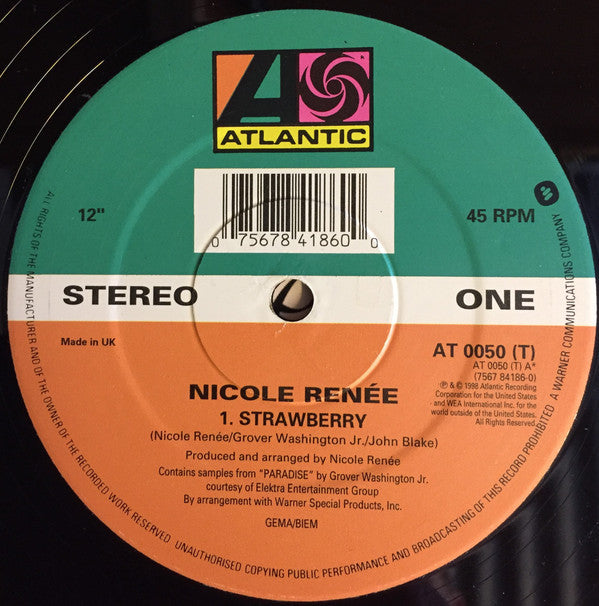 ATLANTIC
12"
45 RPM
0 75678 41860 0
STEREO
ONE
Made in UK
AT 0050 (T)
AT 0050 (T) A*
(7567 84186-0)
℗ & © 1998 Atlantic Recording
Corporation for the United States
and WEA International Inc. for the
world outside of the United States.
All Rights Reserved.
NICOLE RENÉE
1. STRAWBERRY
(Nicole Renée/Grover Washington Jr./John Blake)
Produced and arranged by Nicole Renée
Contains samples from "PARADISE" by Grover Washington Jr.
courtesy of Elektra Entertainment Group
By arrangement with Warner Special Products, Inc.
GEMA/BIEM
ALL RIGHTS OF THE MANUFACTURER AND OF THE OWNER OF THE RECORDED WORK RESERVED UNAUTHORISED COPYING PUBLIC PERFORMANCE AND BROADCASTING OF THIS RECORD PROHIBITED A WARNER COMMUNICATIONS COMPANY